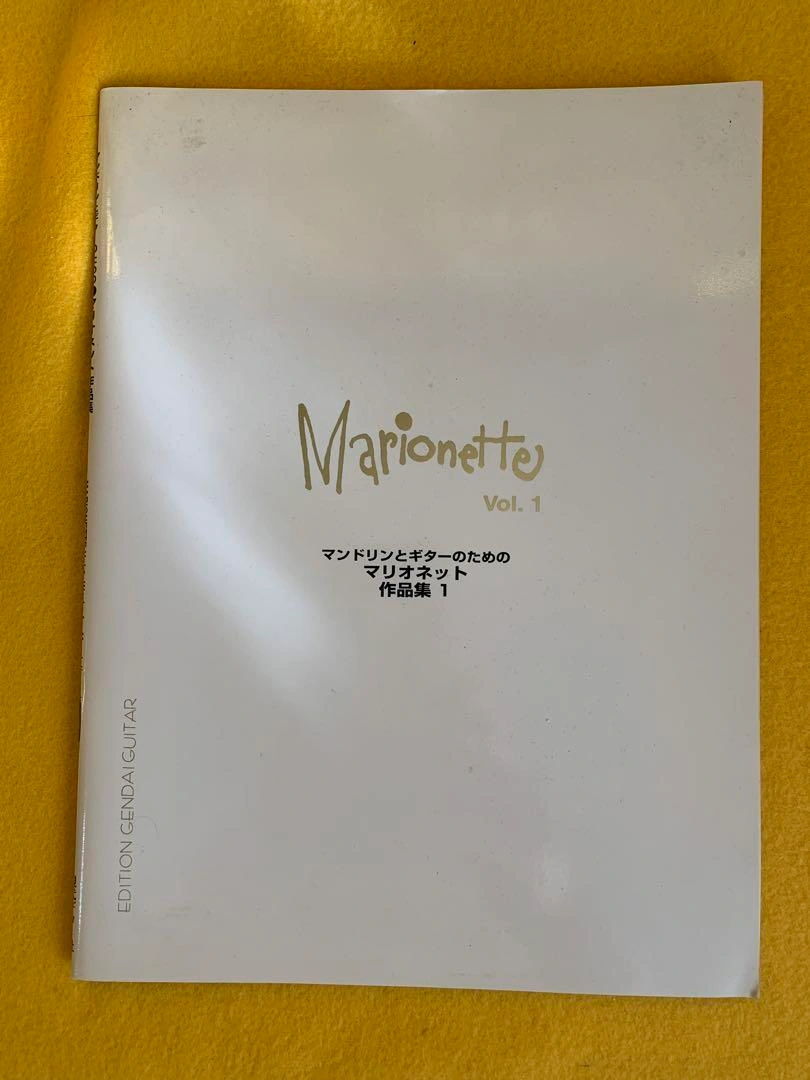 Marionette
Vol. 1
マンドリンとギターのための
マリオネット
作品集 1
EDITION GENDAI GUITAR